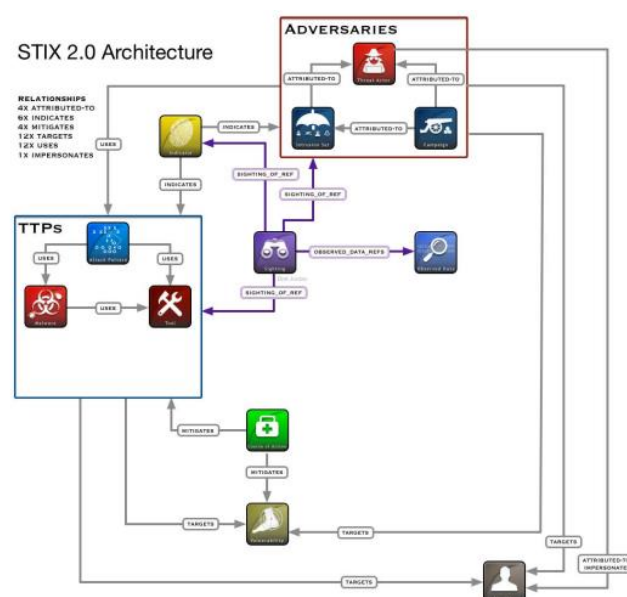 ADVERSARIES
STIX 2.0 Architecture
Threat Actor
ATTRIBUTED-TO
ATTRIBUTED-TO
RELATIONSHIPS
4X ATTRIBUTED-TO
6X INDICATES
4X MITIGATES
12X TARGETS
12X USES
1X IMPERSONATES
INDICATES
ATTRIBUTED-TO
USES
Indicator
Intrusion Set
Campaign
SIGHTING_OF_REF
INDICATES
SIGHTING_OF_REF
TTPs
OBSERVED_DATA_REFS
Attack Pattern
USES
USES
Sighting
Observed Data
SIGHTING_OF_REF
USES
Malware
Tool
MITIGATES
Course of Action
MITIGATES
TARGETS
TARGETS
Vulnerability
TARGETS
ATTRIBUTED-TO
IMPERSONATES
TARGETS